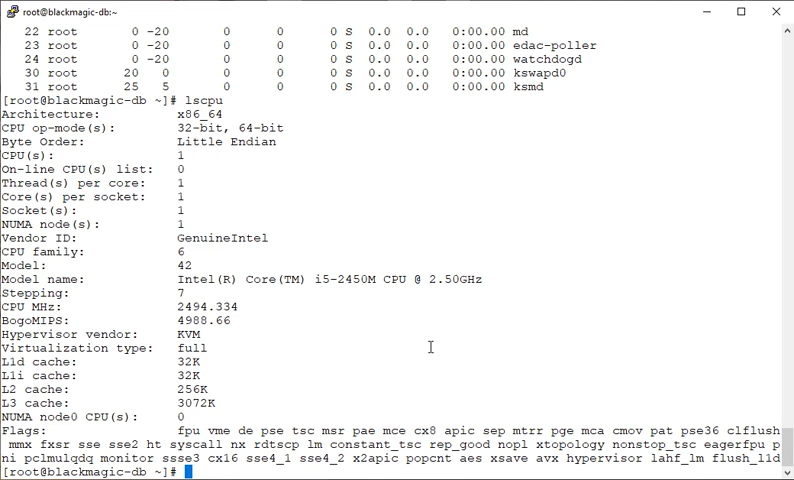 root@blackmagic-db:~
22 root 0 -20 0 0 0 S 0.0 0.0 0:00.00 md
23 root 0 -20 0 0 0 S 0.0 0.0 0:00.00 edac-poller
24 root 0 -20 0 0 0 S 0.0 0.0 0:00.00 watchdogd
30 root 20 0 0 0 0 S 0.0 0.0 0:00.00 kswapd0
31 root 25 5 0 0 0 S 0.0 0.0 0:00.00 ksmd
[root@blackmagic-db ~]# lscpu
Architecture: x86_64
CPU op-mode(s): 32-bit, 64-bit
Byte Order: Little Endian
CPU(s): 1
On-line CPU(s) list: 0
Thread(s) per core: 1
Core(s) per socket: 1
Socket(s): 1
NUMA node(s): 1
Vendor ID: GenuineIntel
CPU family: 6
Model: 42
Model name: Intel(R) Core(TM) i5-2450M CPU @ 2.50GHz
Stepping: 7
CPU MHz: 2494.334
BogoMIPS: 4988.66
Hypervisor vendor: KVM
Virtualization type: full
L1d cache: 32K
L1i cache: 32K
L2 cache: 256K
L3 cache: 3072K
NUMA node0 CPU(s): 0
Flags: fpu vme de pse tsc msr pae mce cx8 apic sep mtrr pge mca cmov pat pse36 clflush
mmx fxsr sse sse2 ht syscall nx rdtscp lm constant_tsc rep_good nopl xtopology nonstop_tsc eagerfpu p
ni pclmulqdq monitor ssse3 cx16 sse4_1 sse4_2 x2apic popcnt aes xsave avx hypervisor lahf_lm flush_l1d
[root@blackmagic-db ~]#